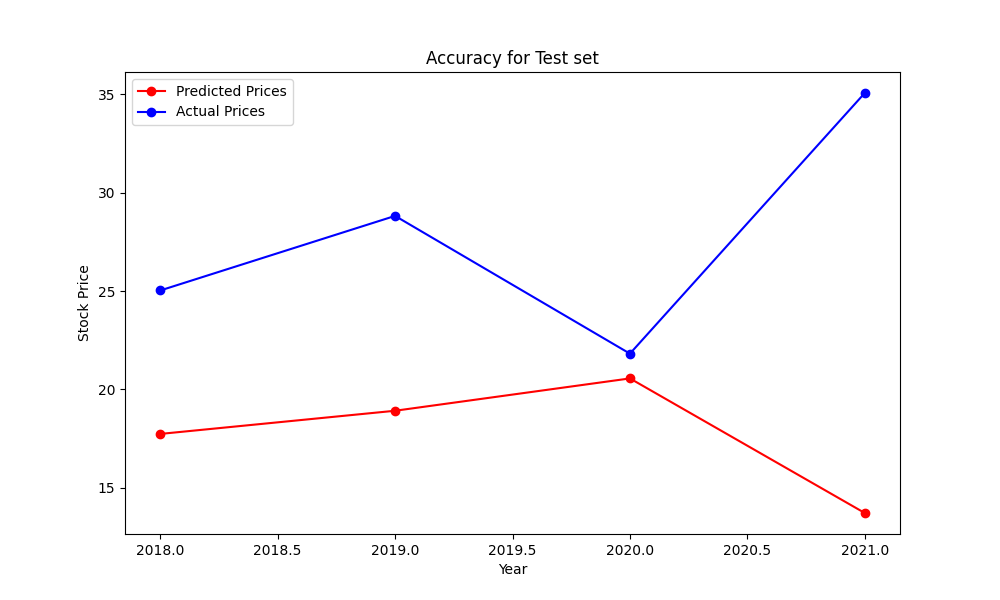 Accuracy for Test set
Predicted Prices
Actual Prices
35
30
25
20
15
Stock Price
2018.0 2018.5 2019.0 2019.5 2020.0 2020.5 2021.0
Year